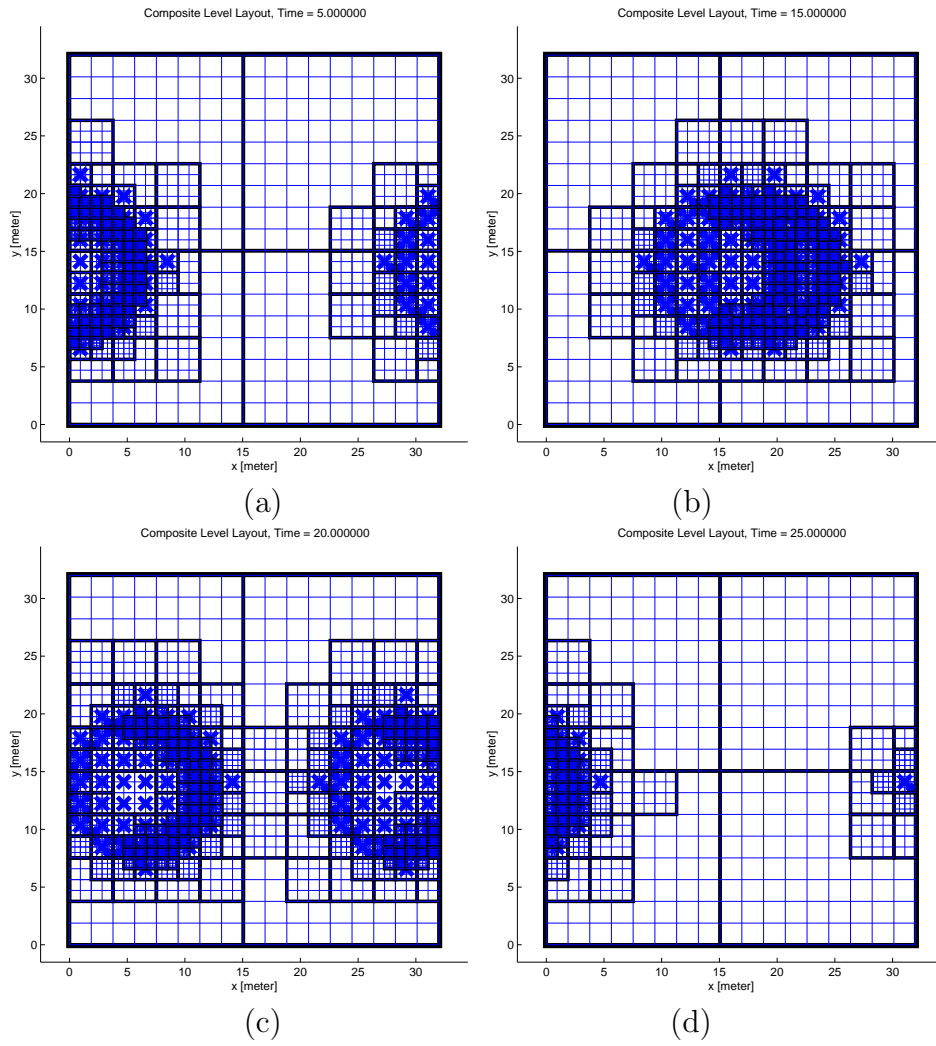 Composite Level Layout, Time = 5.000000
30
25
20
15
10
5
0
y [meter]
0 5 10 15 20 25 30
x [meter]
(a)
Composite Level Layout, Time = 15.000000
30
25
20
15
10
5
0
y [meter]
0 5 10 15 20 25 30
x [meter]
(b)
Composite Level Layout, Time = 20.000000
30
25
20
15
10
5
0
y [meter]
0 5 10 15 20 25 30
x [meter]
(c)
Composite Level Layout, Time = 25.000000
30
25
20
15
10
5
0
y [meter]
0 5 10 15 20 25 30
x [meter]
(d)